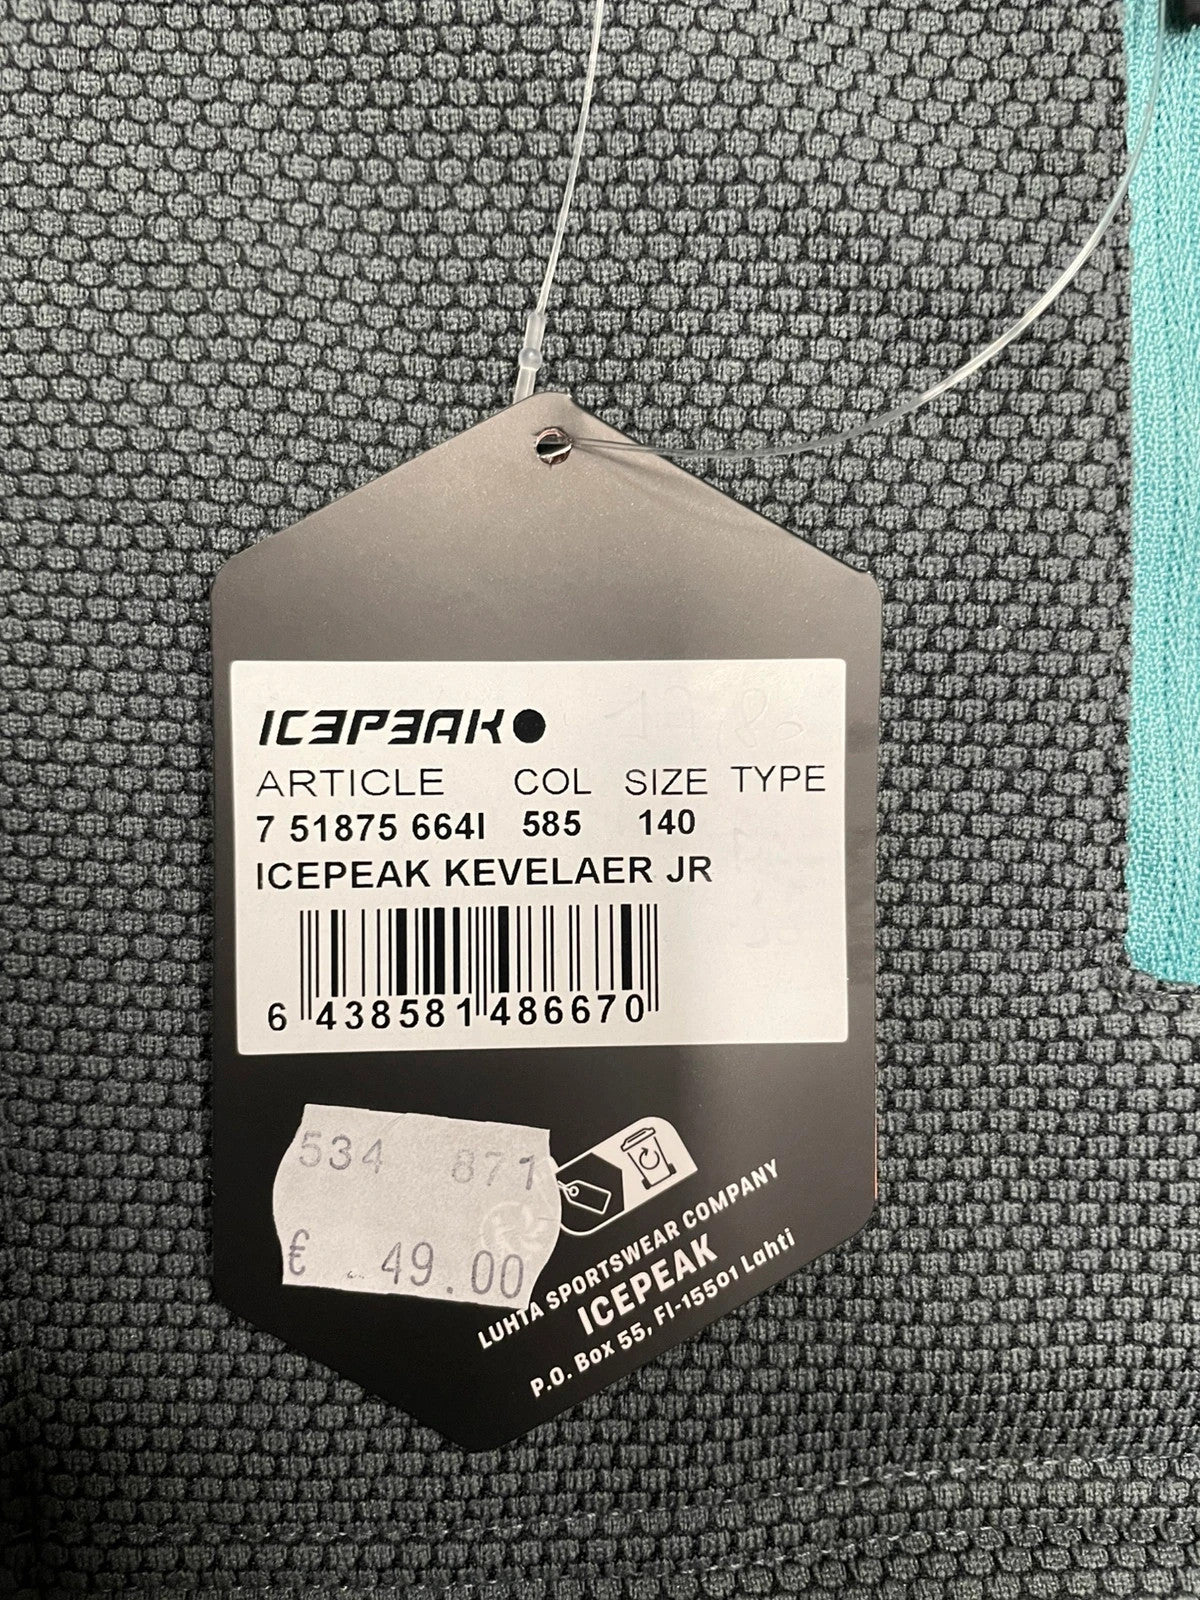 ICEPEAK
ARTICLE COL SIZE TYPE
7 51875 664I 585 140
ICEPEAK KEVELAER JR
6 438581 486670
534 871
€ 49.00
LUHTA SPORTSWEAR COMPANY
ICEPEAK
P.O. Box 55, FI-15501 Lahti